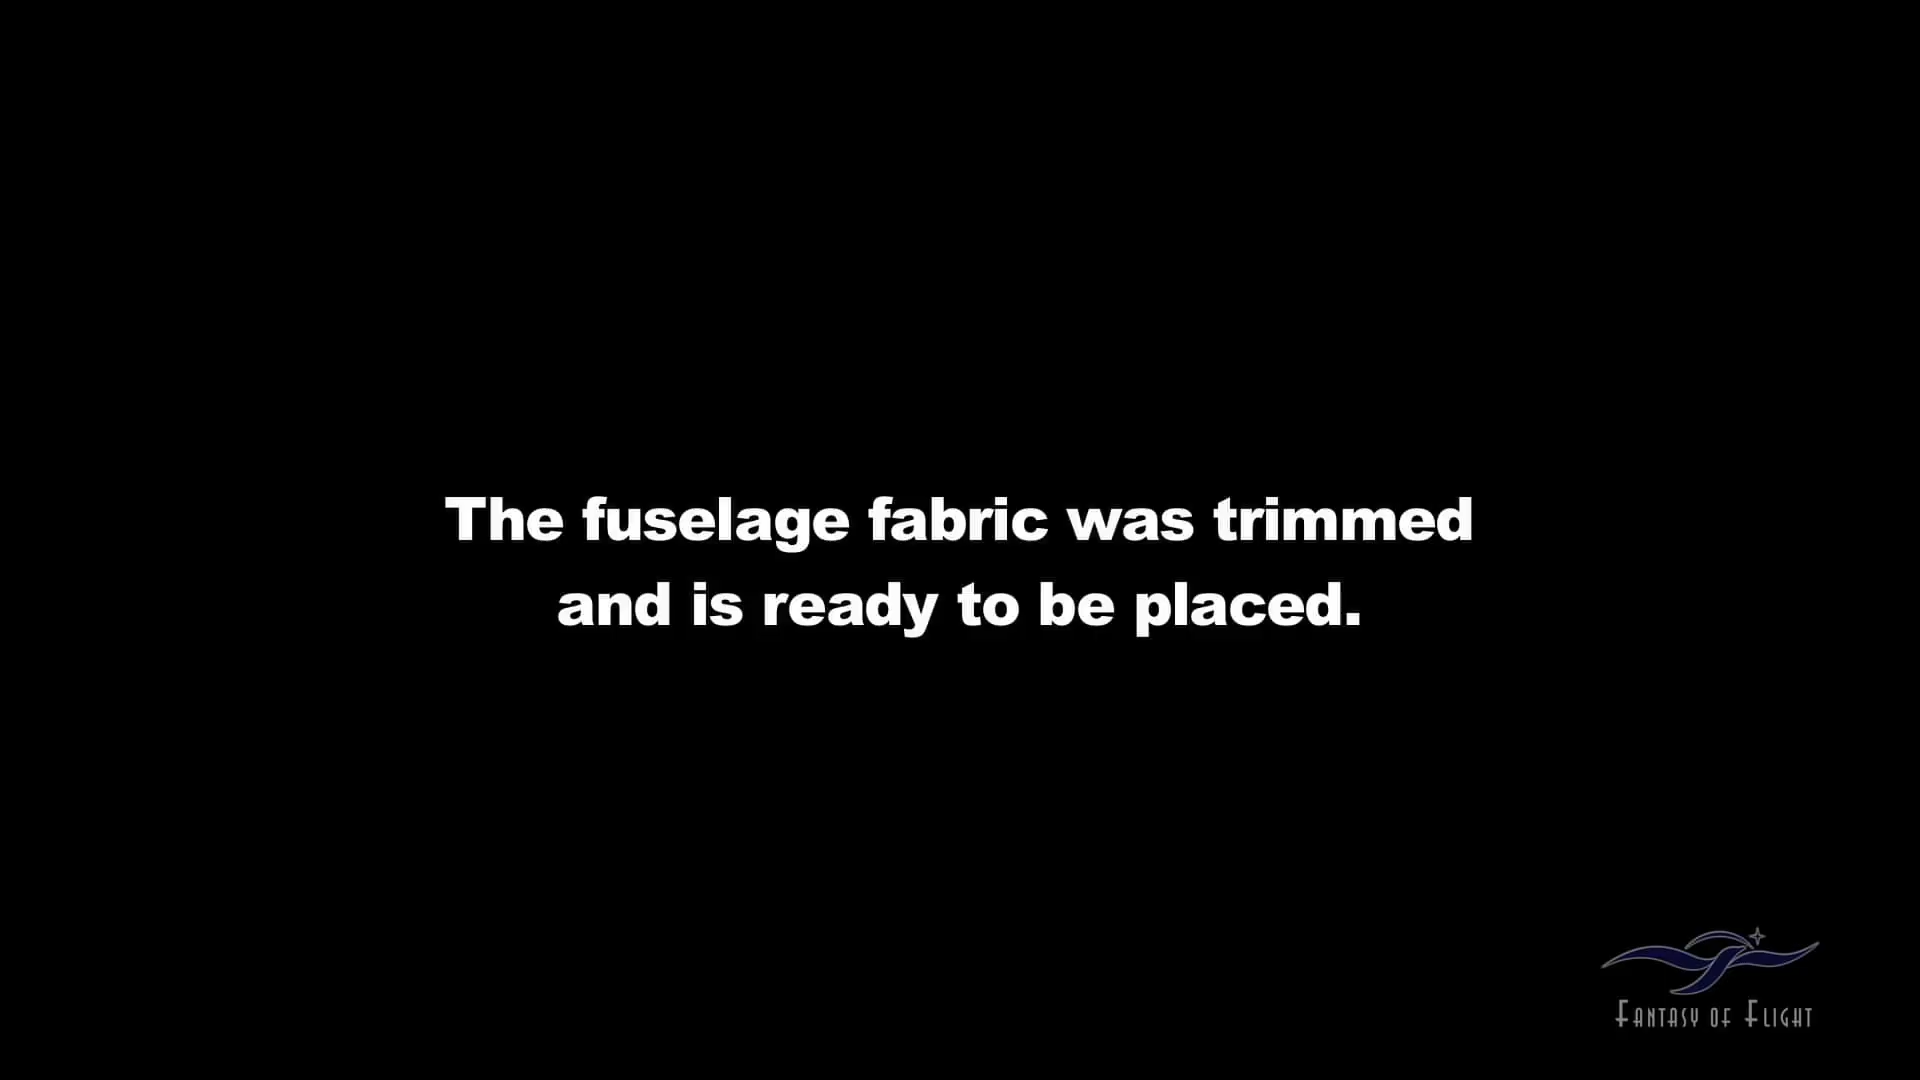 The fuselage fabric was trimmed
and is ready to be placed.
FANTASY OF FLIGHT